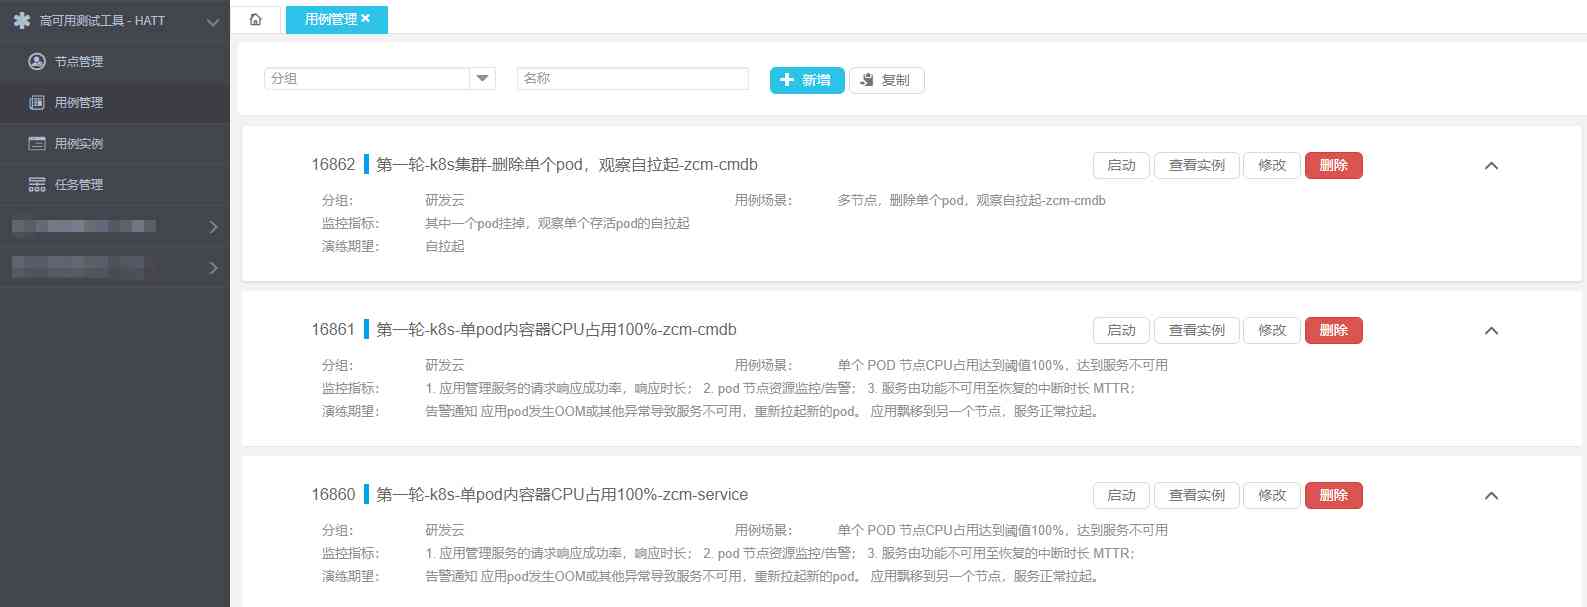 高可用测试工具 - HATT
节点管理
用例管理
用例实例
任务管理
用例管理
分组
名称
新增
复制
16862 第一轮-k8s集群-删除单个pod，观察自拉起-zcm-cmdb
启动 查看实例 修改 删除
分组： 研发云 用例场景： 多节点，删除单个pod，观察自拉起-zcm-cmdb
监控指标： 其中一个pod挂掉，观察单个存活pod的自拉起
演练期望： 自拉起
16861 第一轮-k8s-单pod内容器CPU占用100%-zcm-cmdb
启动 查看实例 修改 删除
分组： 研发云 用例场景： 单个 POD 节点CPU占用达到阈值100%，达到服务不可用
监控指标： 1. 应用管理服务的请求响应成功率，响应时长； 2. pod 节点资源监控/告警； 3. 服务由功能不可用至恢复的中断时长 MTTR；
演练期望： 告警通知 应用pod发生OOM或其他异常导致服务不可用，重新拉起新的pod。 应用飘移到另一个节点，服务正常拉起。
16860 第一轮-k8s-单pod内容器CPU占用100%-zcm-service
启动 查看实例 修改 删除
分组： 研发云 用例场景： 单个 POD 节点CPU占用达到阈值100%，达到服务不可用
监控指标： 1. 应用管理服务的请求响应成功率，响应时长； 2. pod 节点资源监控/告警； 3. 服务由功能不可用至恢复的中断时长 MTTR；
演练期望： 告警通知 应用pod发生OOM或其他异常导致服务不可用，重新拉起新的pod。 应用飘移到另一个节点，服务正常拉起。